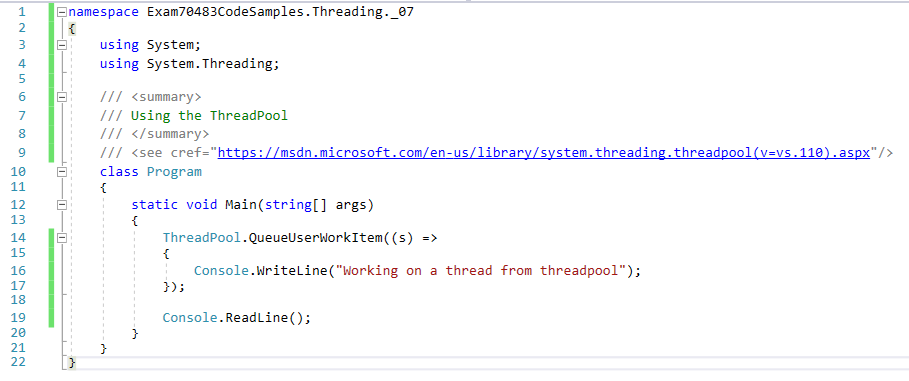 1 namespace Exam70483CodeSamples.Threading._07
2 {
3 using System;
4 using System.Threading;
5
6 /// <summary>
7 /// Using the ThreadPool
8 /// </summary>
9 /// <see cref="https://msdn.microsoft.com/en-us/library/system.threading.threadpool(v=vs.110).aspx"/>
10 class Program
11 {
12 static void Main(string[] args)
13 {
14 ThreadPool.QueueUserWorkItem((s) =>
15 {
16 Console.WriteLine("Working on a thread from threadpool");
17 });
18
19 Console.ReadLine();
20 }
21 }
22 }